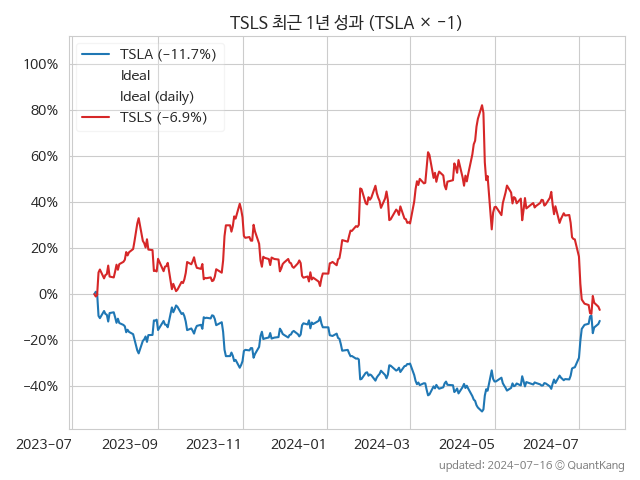 TSLS 최근 1년 성과 (TSLA × −1)
TSLA (−11.7%)
Ideal
Ideal (daily)
TSLS (−6.9%)
100%
80%
60%
40%
20%
0%
−20%
−40%
2023-07
2023-09
2023-11
2024-01
2024-03
2024-05
2024-07
updated: 2024-07-16 © QuantKang